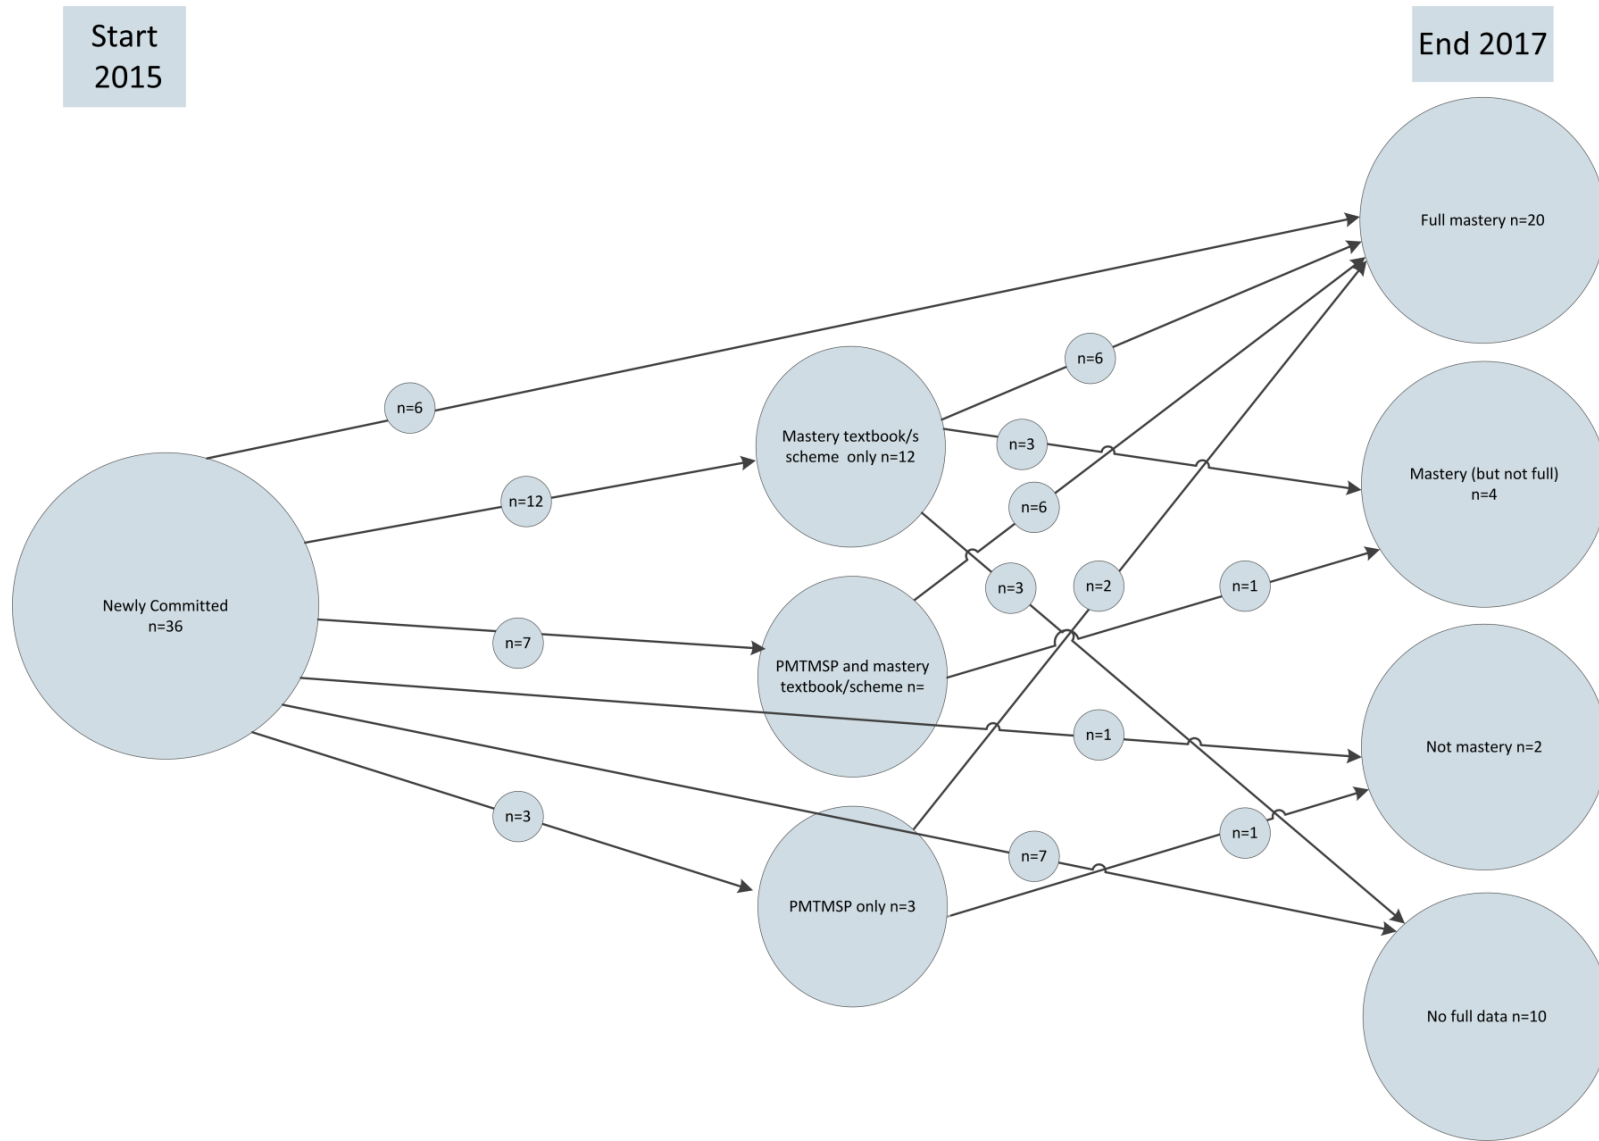 Start
2015
End 2017
Full mastery n=20
n=6
n=6
n=3
Mastery textbook/s
scheme only n=12
Mastery (but not full)
n=4
n=12
n=6
n=3
n=2
n=1
Newly Committed
n=36
n=7
PMTMSP and mastery
textbook/scheme n=
n=1
Not mastery n=2
n=3
n=7
n=1
PMTMSP only n=3
No full data n=10